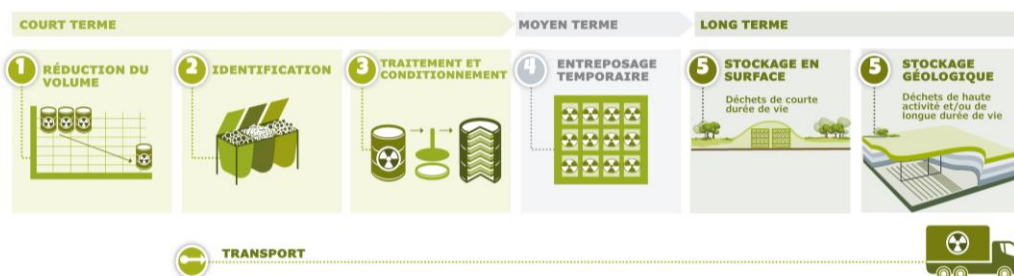 COURT TERME
MOYEN TERME
LONG TERME
1
RÉDUCTION DU
VOLUME
2
IDENTIFICATION
3
TRAITEMENT ET
CONDITIONNEMENT
4
ENTREPOSAGE
TEMPORAIRE
5
STOCKAGE EN
SURFACE
Déchets de courte
durée de vie
5
STOCKAGE
GÉOLOGIQUE
Déchets de haute
activité et/ou de
longue durée de vie
TRANSPORT